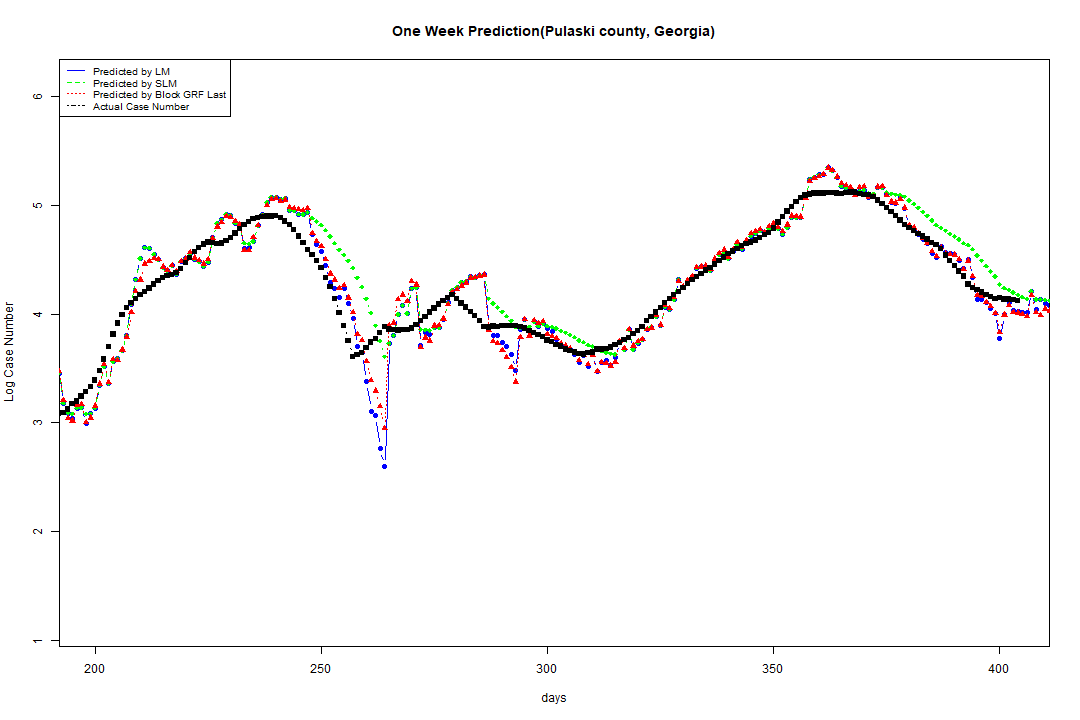 One Week Prediction(Pulaski county, Georgia)
Predicted by LM
Predicted by SLM
Predicted by Block GRF Last
Actual Case Number
6
5
4
3
2
1
Log Case Number
200 250 300 350 400
days